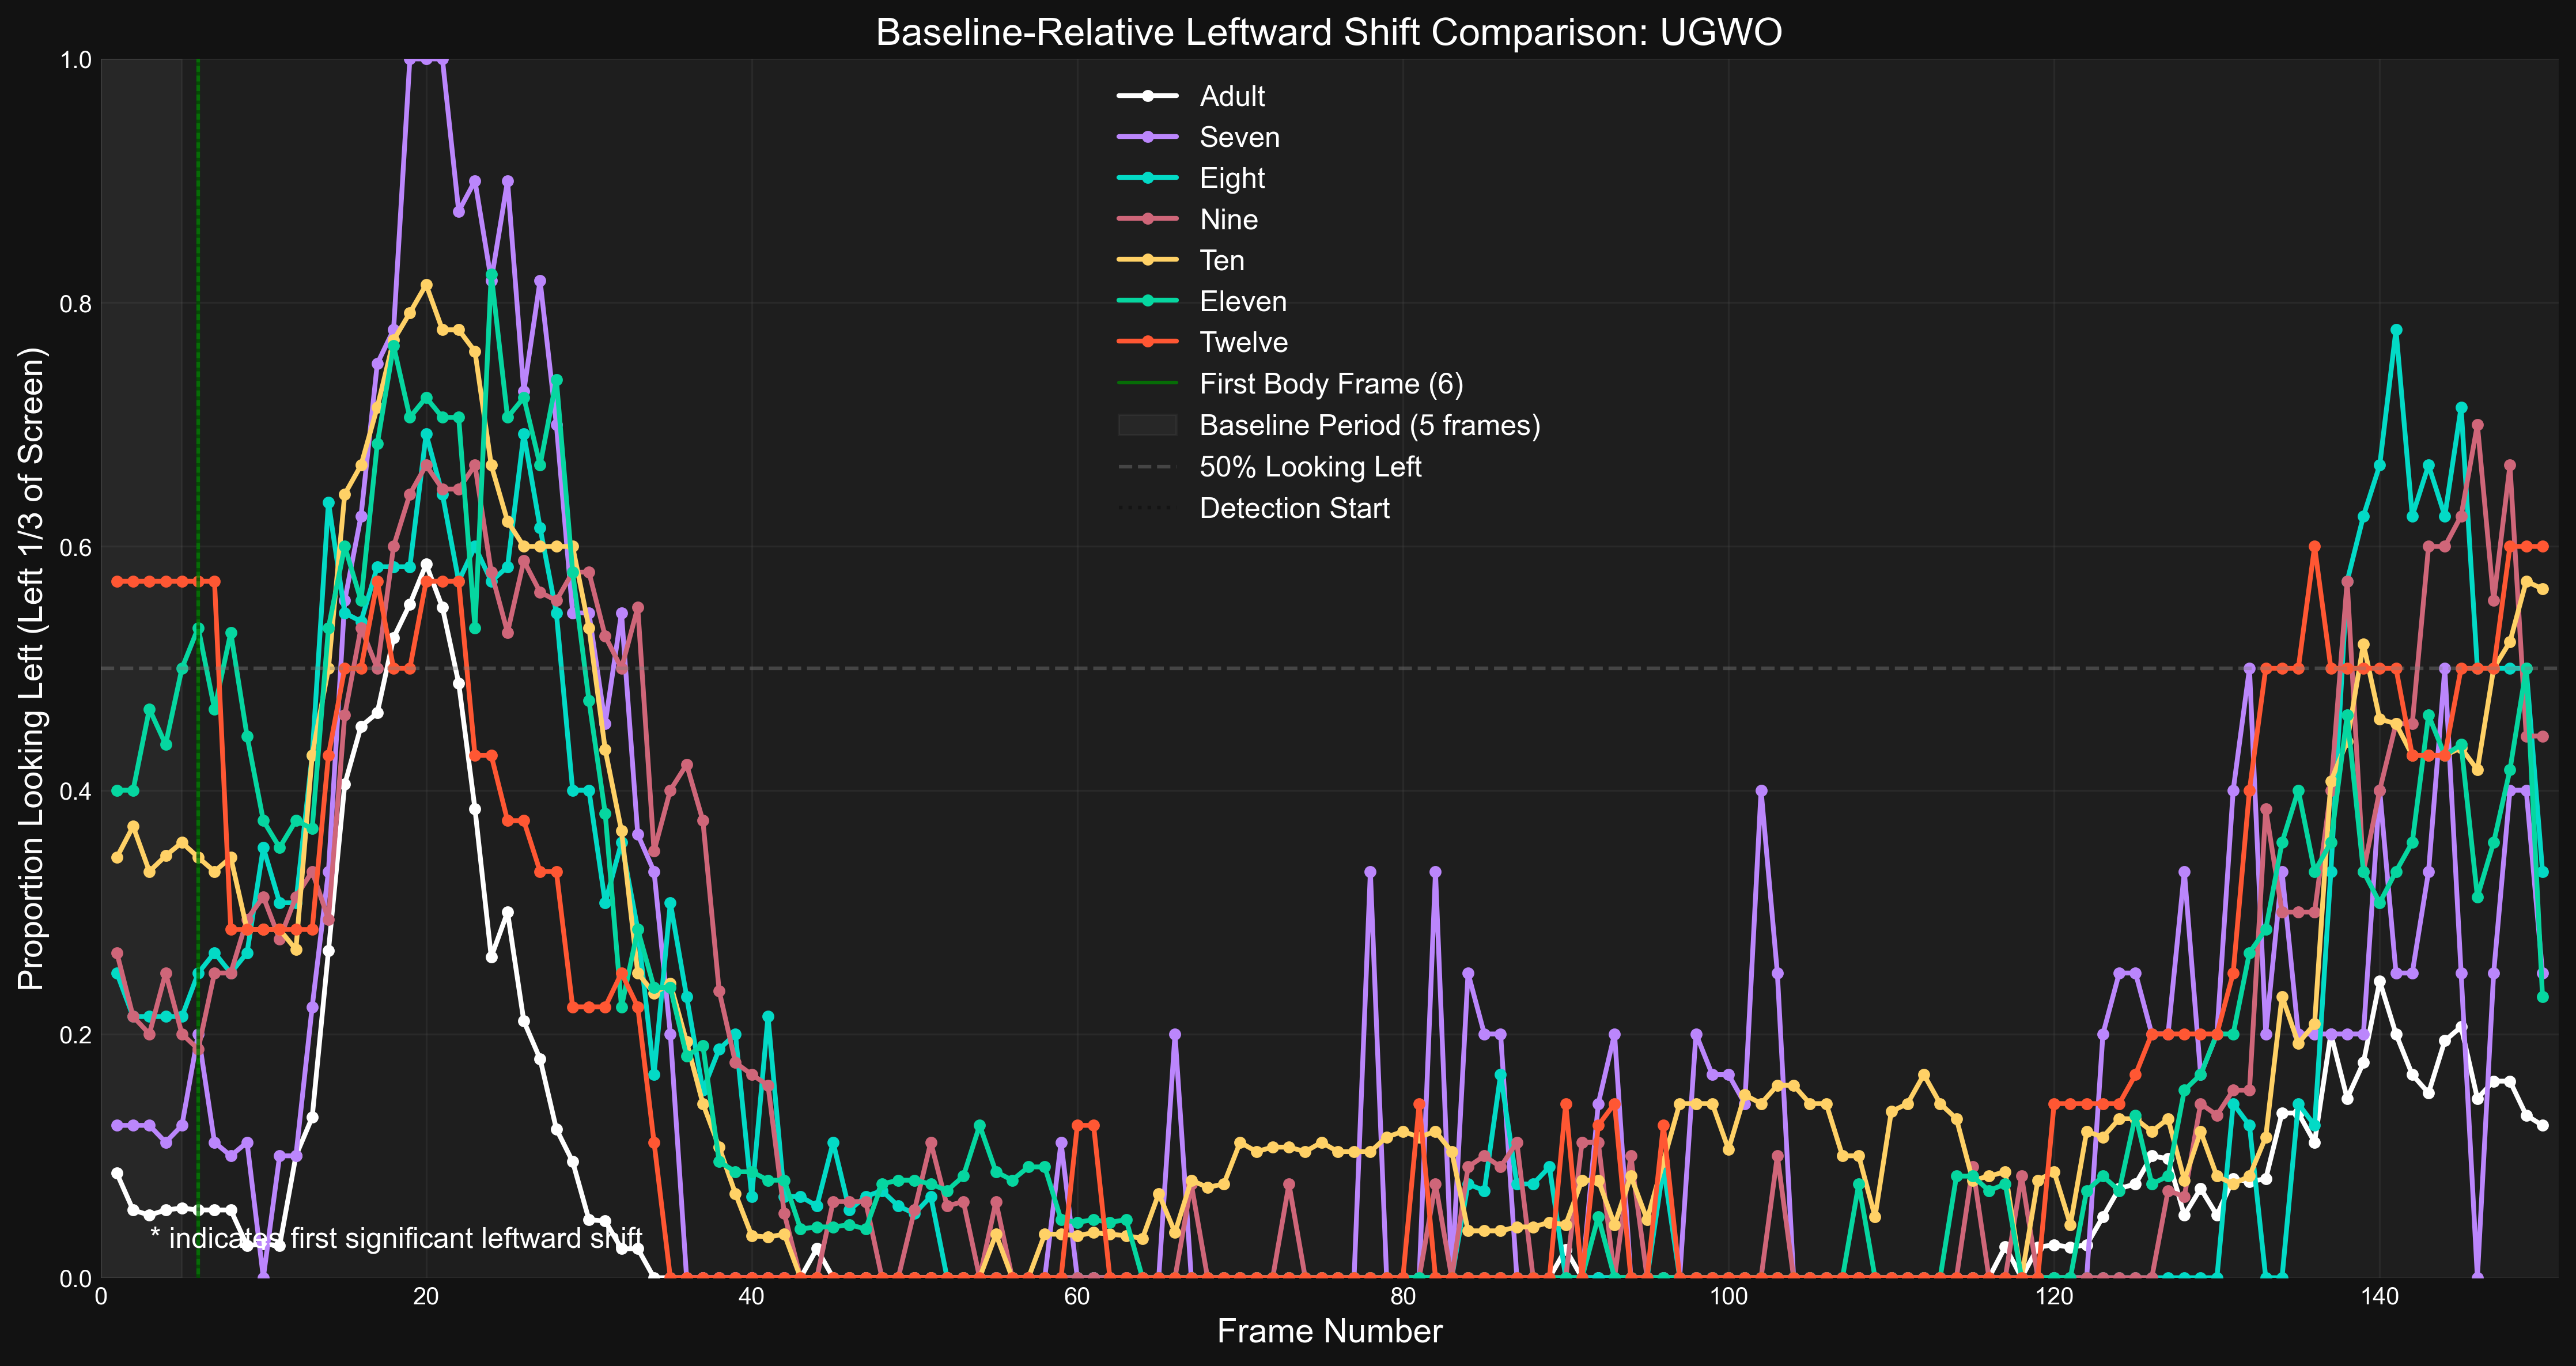 Baseline-Relative Leftward Shift Comparison: UGWO
Proportion Looking Left (Left 1/3 of Screen)
1.0
0.8
0.6
0.4
0.2
0.0
Adult
Seven
Eight
Nine
Ten
Eleven
Twelve
First Body Frame (6)
Baseline Period (5 frames)
50% Looking Left
Detection Start
* indicates first significant leftward shift
0 20 40 60 80 100 120 140
Frame Number